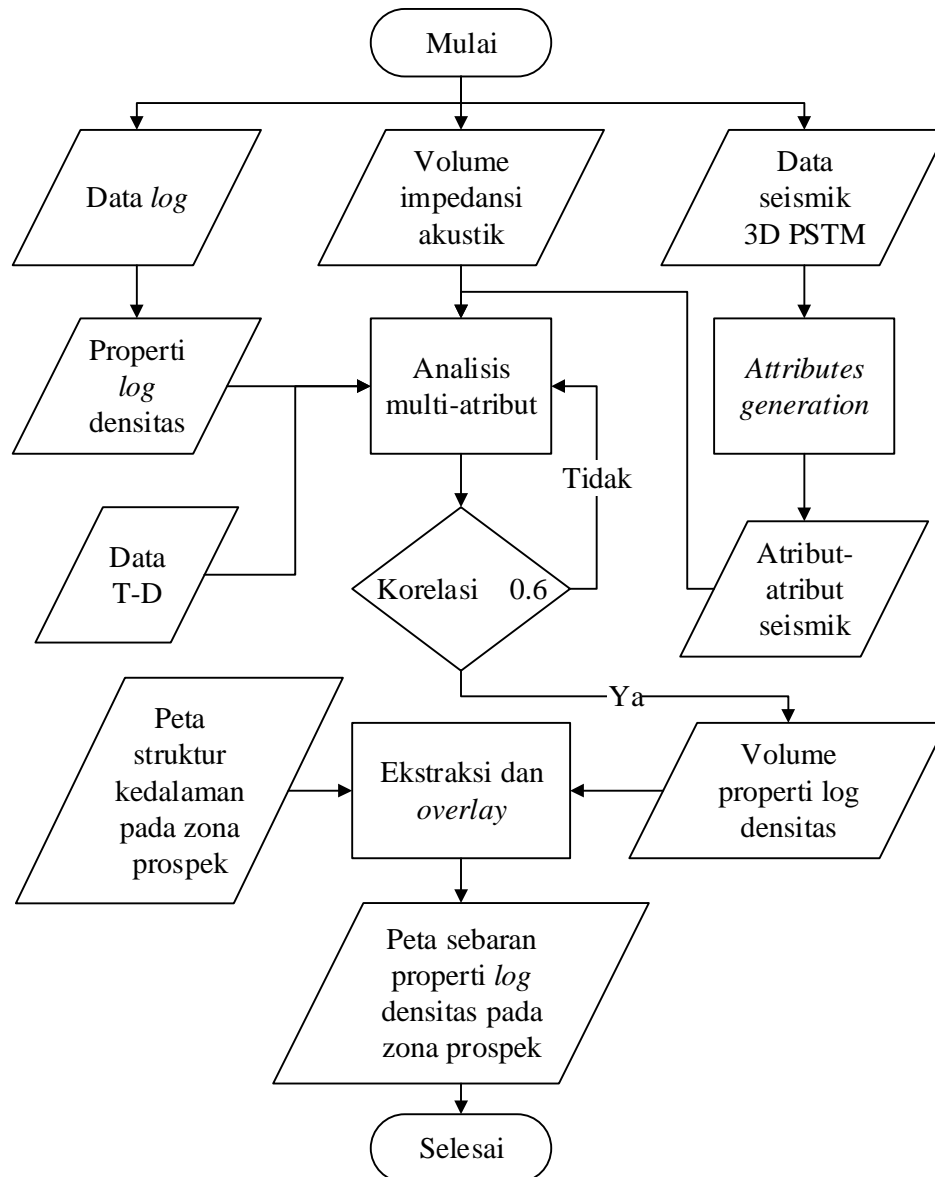 Mulai
Data log
Volume
impedansi
akustik
Data
seismik
3D PSTM
Properti
log
densitas
Analisis
multi-atribut
Attributes
generation
Tidak
Data
T-D
Korelasi 0.6
Atribut-
atribut
seismik
Ya
Peta
struktur
kedalaman
pada zona
prospek
Ekstraksi dan
overlay
Volume
properti log
densitas
Peta sebaran
properti log
densitas pada
zona prospek
Selesai